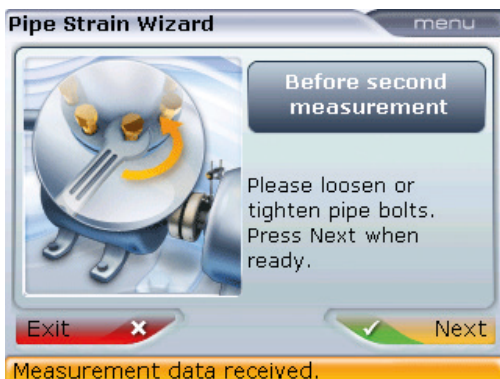 Pipe Strain Wizard
menu
Before second
measurement
Please loosen or
tighten pipe bolts.
Press Next when
ready.
Exit
Next
Measurement data received.